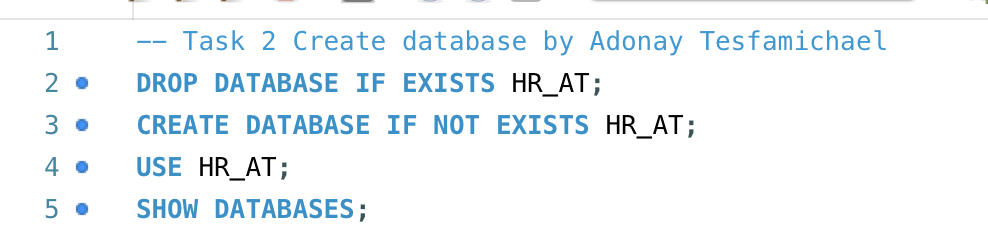 1 -- Task 2 Create database by Adonay Tesfamichael
2 DROP DATABASE IF EXISTS HR_AT;
3 CREATE DATABASE IF NOT EXISTS HR_AT;
4 USE HR_AT;
5 SHOW DATABASES;